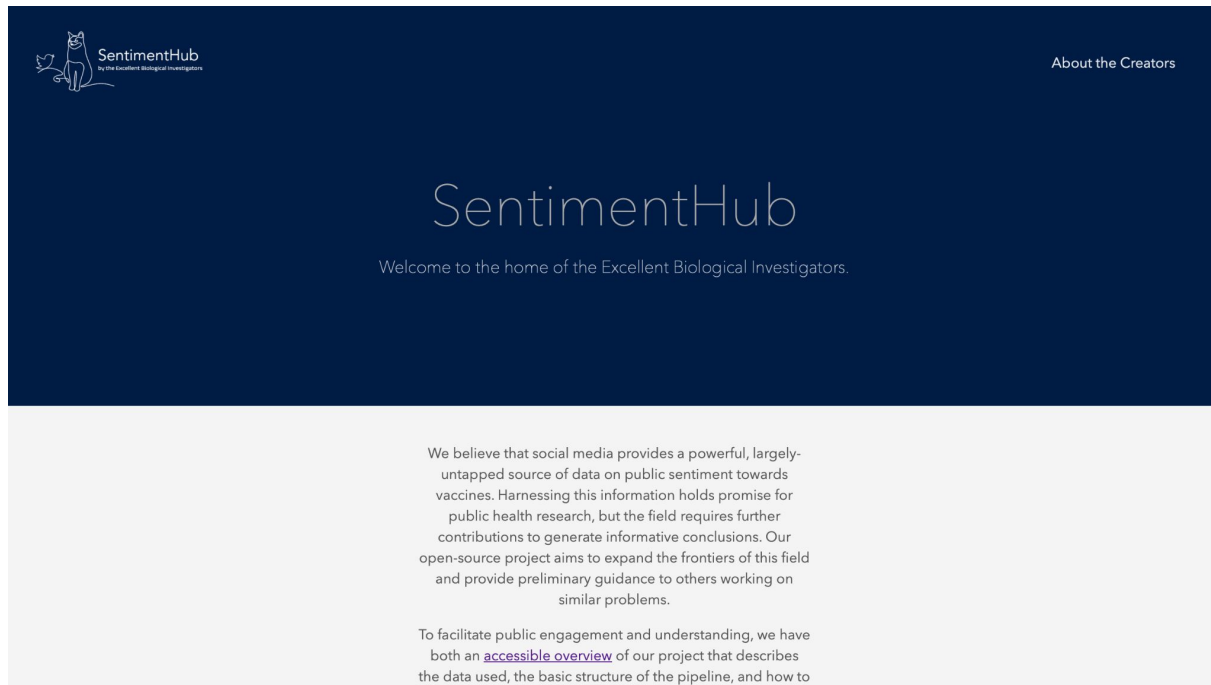 SentimentHub
by the Excellent Biological Investigators
About the Creators
SentimentHub
Welcome to the home of the Excellent Biological Investigators.
We believe that social media provides a powerful, largely-
untapped source of data on public sentiment towards
vaccines. Harnessing this information holds promise for
public health research, but the field requires further
contributions to generate informative conclusions. Our
open-source project aims to expand the frontiers of this field
and provide preliminary guidance to others working on
similar problems.
To facilitate public engagement and understanding, we have
both an accessible overview of our project that describes
the data used, the basic structure of the pipeline, and how to